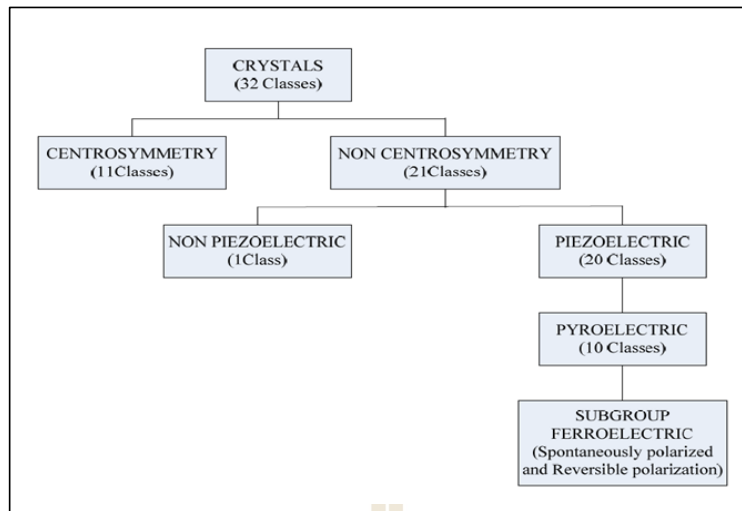 CRYSTALS
(32 Classes)
CENTROSYMMETRY
(11Classes)
NON CENTROSYMMETRY
(21Classes)
NON PIEZOELECTRIC
(1Class)
PIEZOELECTRIC
(20 Classes)
PYROELECTRIC
(10 Classes)
SUBGROUP
FERROELECTRIC
(Spontaneously polarized
and Reversible polarization)